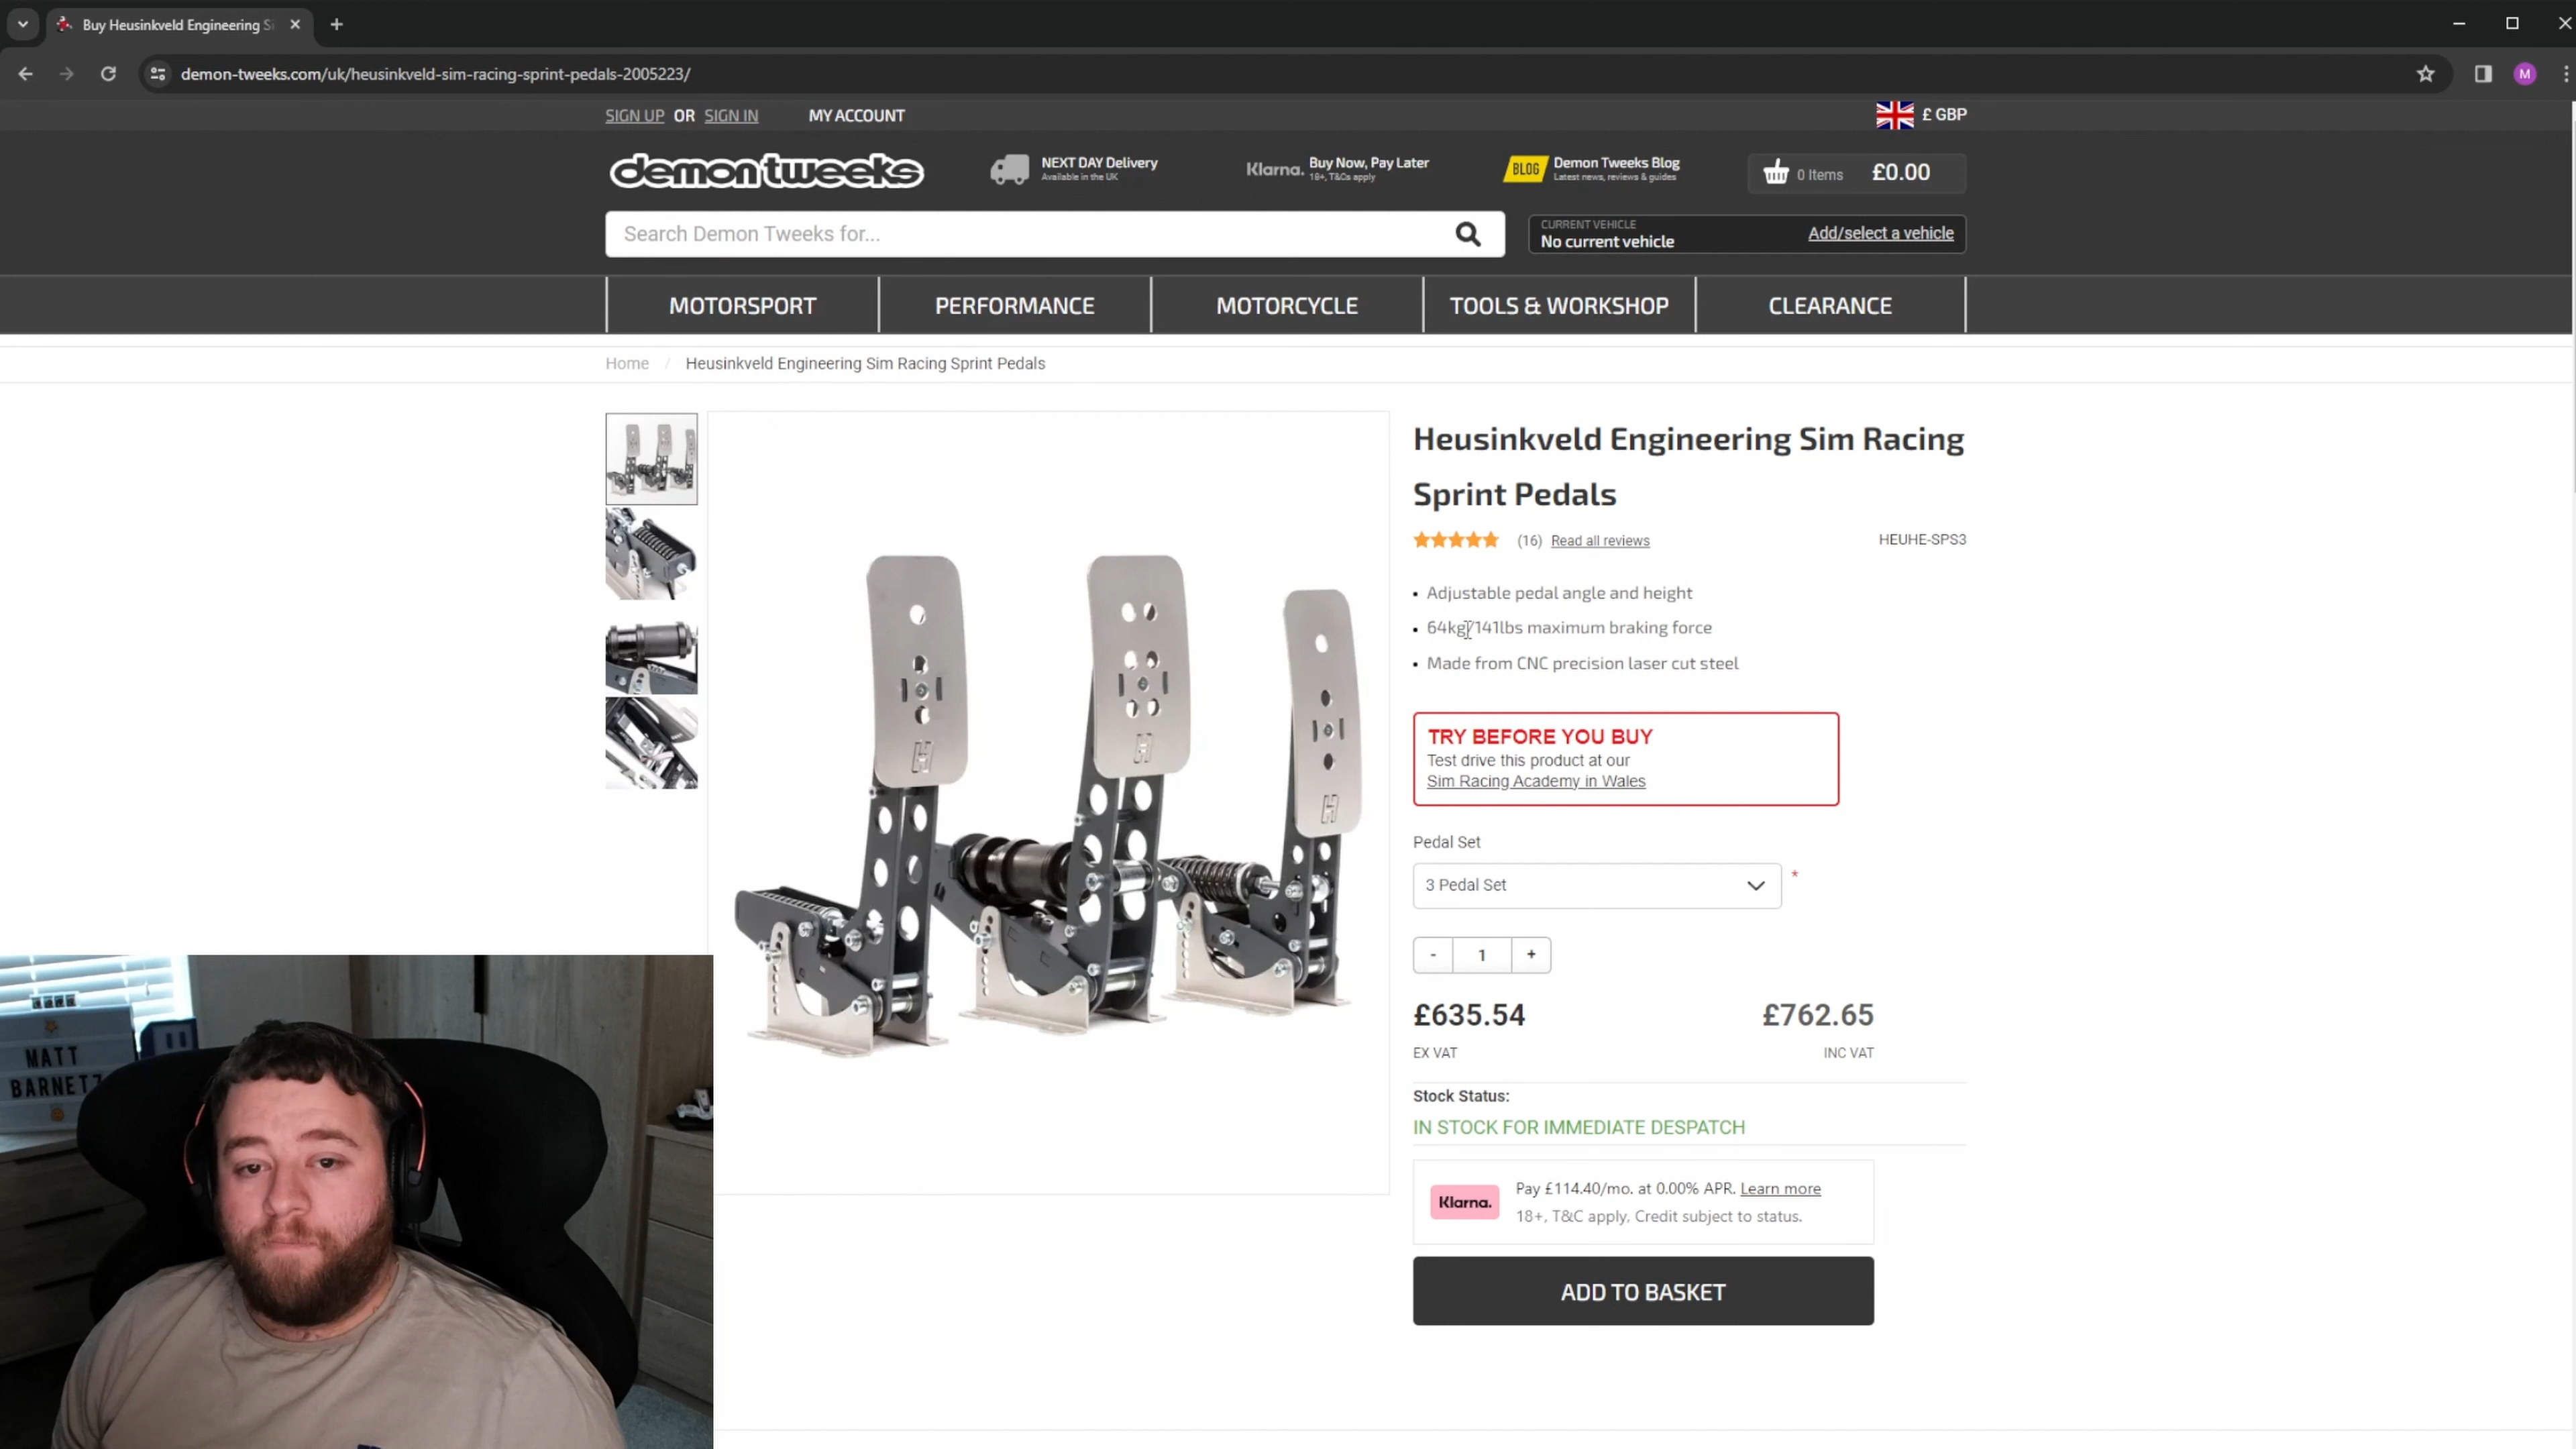 Buy Heusinkveld Engineering Si
demon-tweeks.com/uk/heusinkveld-sim-racing-sprint-pedals-2005223/
M
SIGN UP OR SIGN IN MY ACCOUNT
£ GBP
demon tweeks
NEXT DAY Delivery
Available in the UK
Klarna. Buy Now, Pay Later
18+, T&Cs apply
BLOG Demon Tweeks Blog
Latest news, reviews & guides
0 Items £0.00
Search Demon Tweeks for...
CURRENT VEHICLE
No current vehicle
Add/select a vehicle
MOTORSPORT PERFORMANCE MOTORCYCLE TOOLS & WORKSHOP CLEARANCE
Home / Heusinkveld Engineering Sim Racing Sprint Pedals
Heusinkveld Engineering Sim Racing
Sprint Pedals
(16) Read all reviews HEUHE-SPS3
• Adjustable pedal angle and height
• 64kg/141lbs maximum braking force
• Made from CNC precision laser cut steel
TRY BEFORE YOU BUY
Test drive this product at our
Sim Racing Academy in Wales
Pedal Set
3 Pedal Set *
- 1 +
£635.54 £762.65
EX VAT INC VAT
Stock Status:
IN STOCK FOR IMMEDIATE DESPATCH
Klarna. Pay £114.40/mo. at 0.00% APR. Learn more
18+, T&C apply, Credit subject to status.
ADD TO BASKET
MATT
BARNETZ